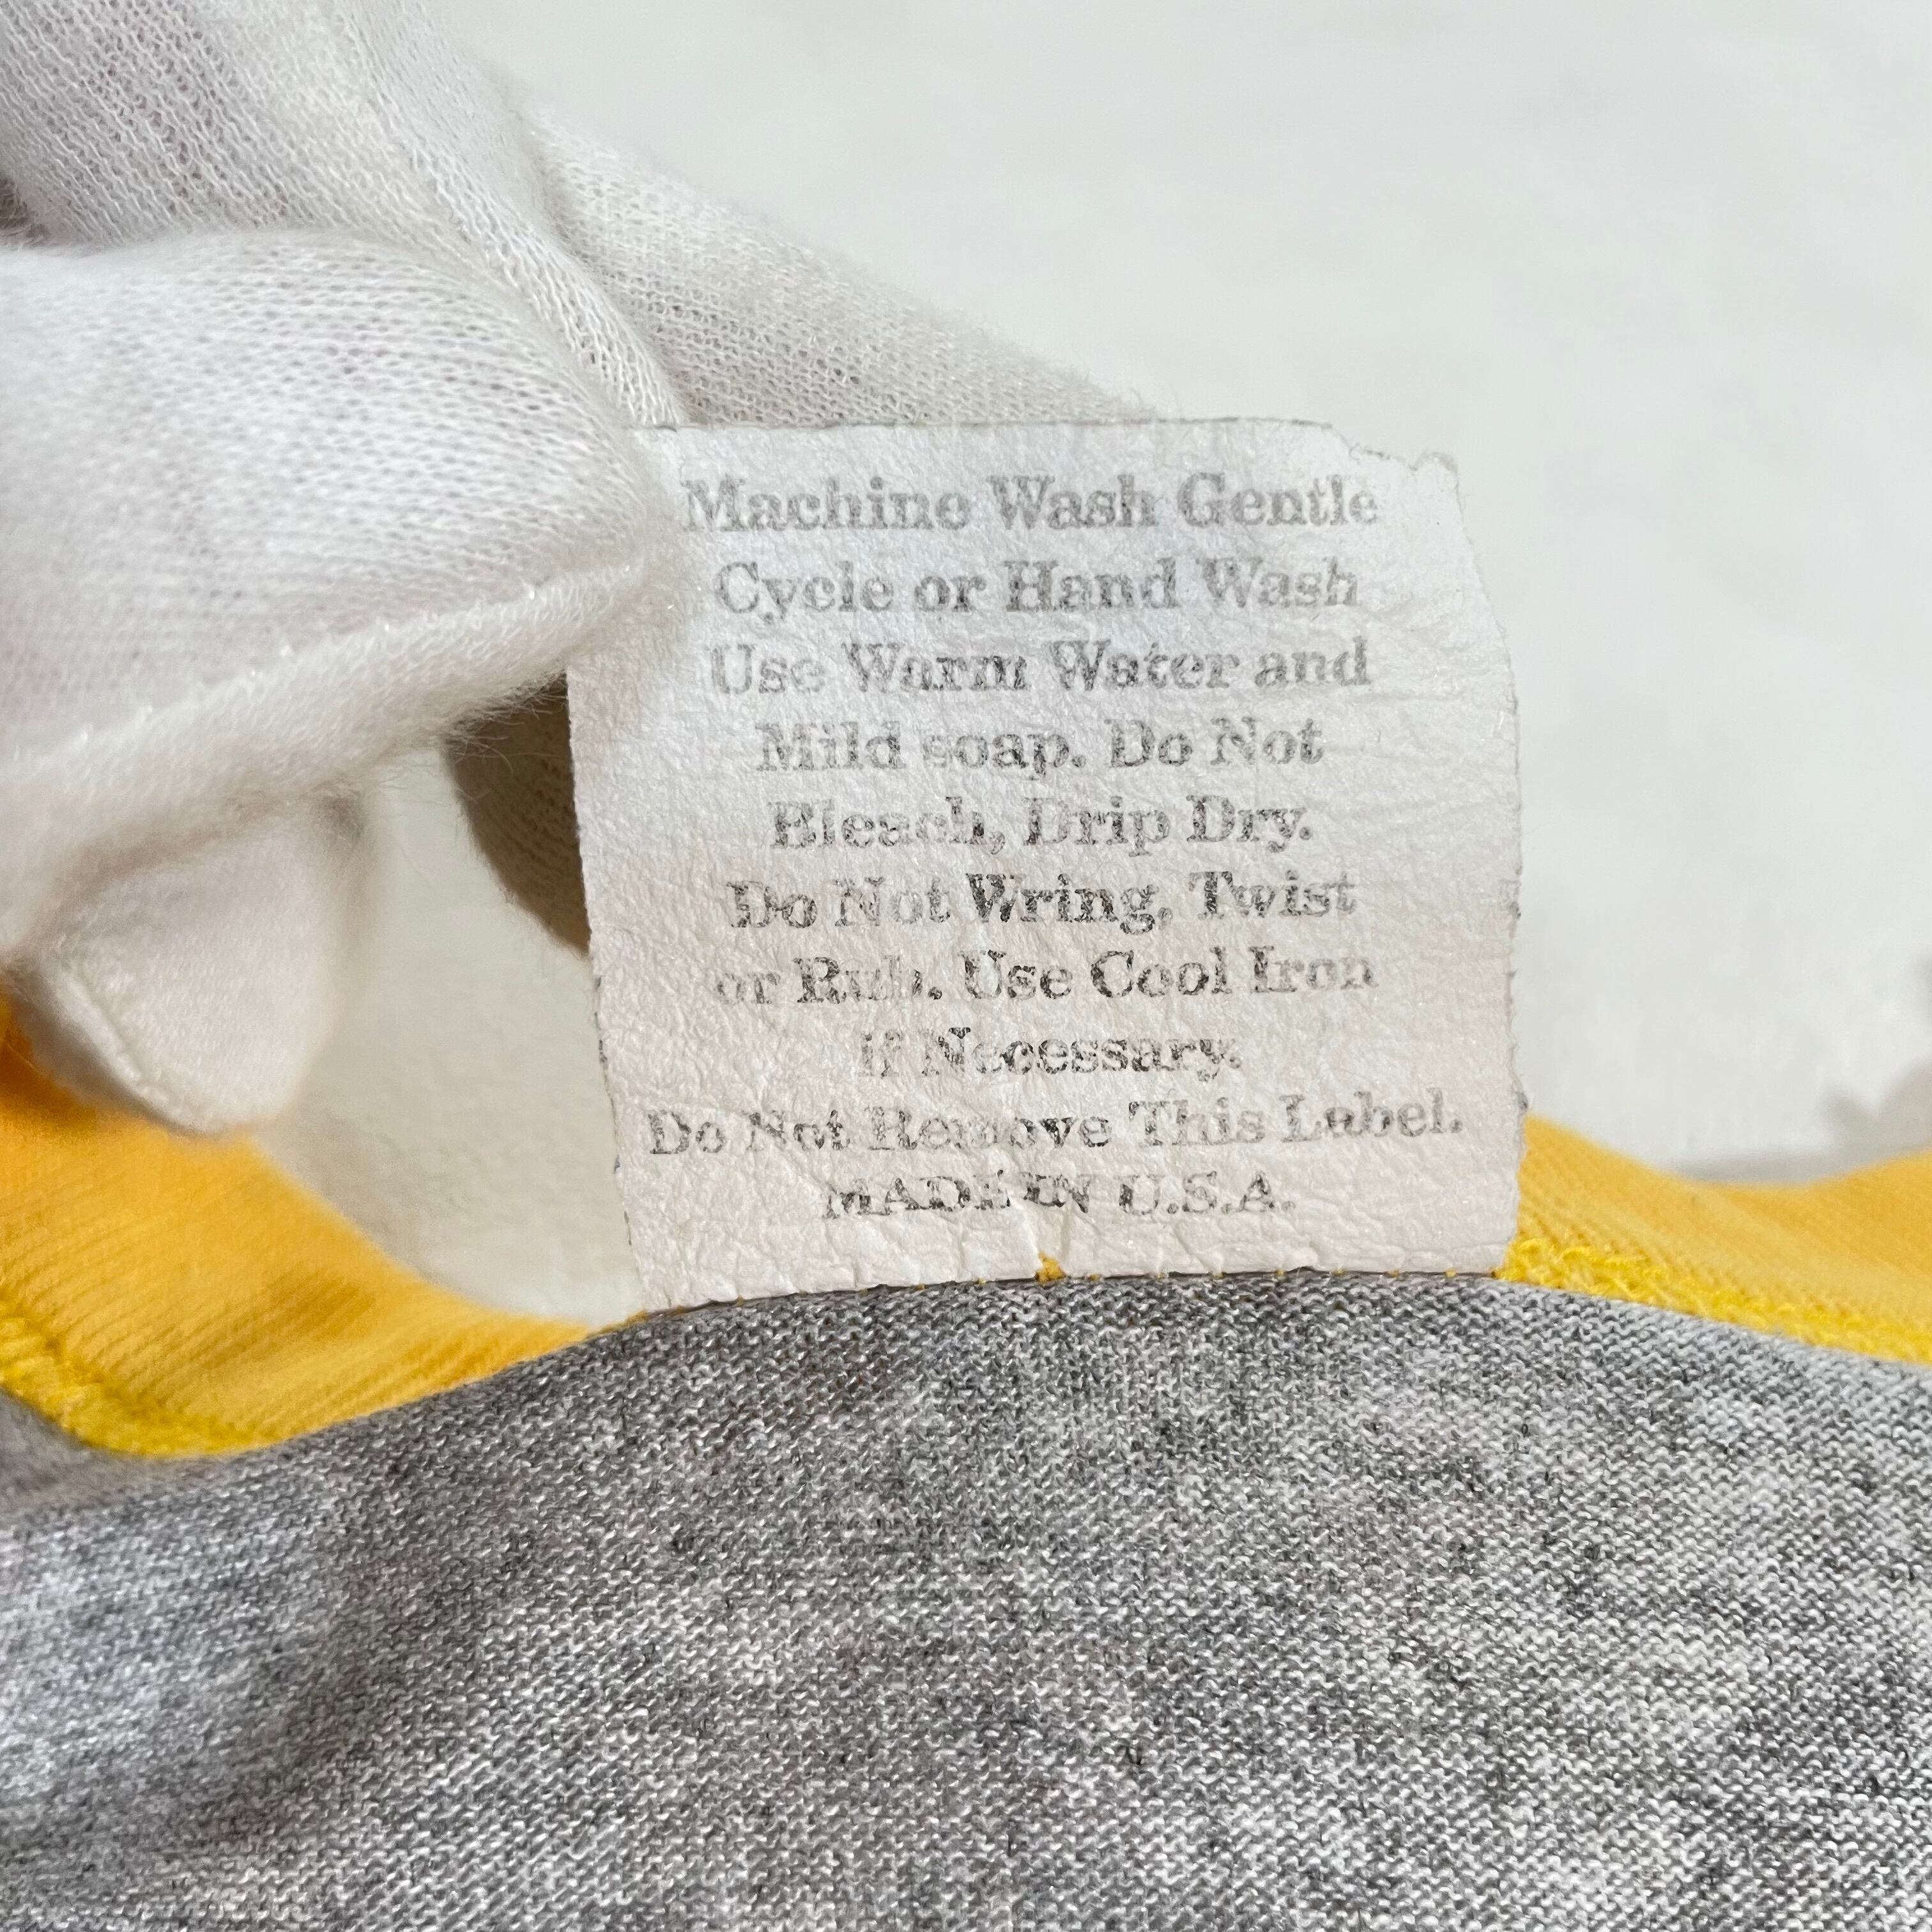 Machine Wash Gentle
Cycle or Hand Wash
Use Warm Water and
Mild soap. Do Not
Bleach, Drip Dry.
Do Not Wring, Twist
or Rub. Use Cool Iron
if Necessary.
Do Not Remove This Label.
MADE IN U.S.A.